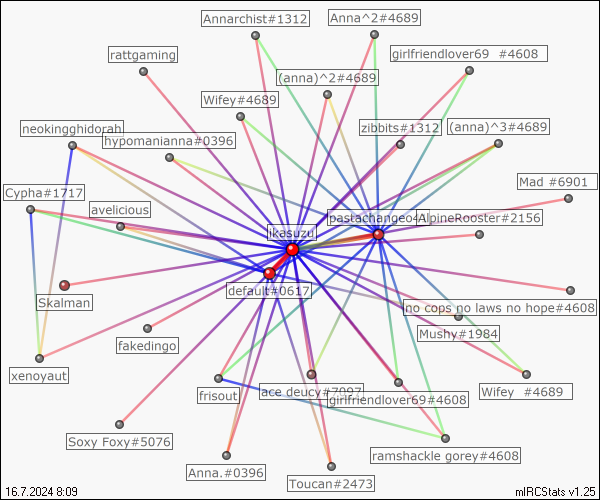 Annarchist#1312
Anna^2#4689
rattgaming
girlfriendlover69 #4608
(anna)^2#4689
Wifey#4689
neokingghidorah
hypomanianna#0396
zibbits#1312
(anna)^3#4689
Cypha#1717
Mad #6901
avelicious
jkasuzu
AlpineRooster#2156
default#0617
Skalman
no cops no laws no hope#4608
Mushy#1984
fakedingo
xenoyaut
frisout
ace deucy#7097
girlfriendlover69#4608
Wifey #4689
Soxy Foxy#5076
ramshackle gorey#4608
Anna.#0396
Toucan#2473
16.7.2024 8:09
mIRCStats v1.25